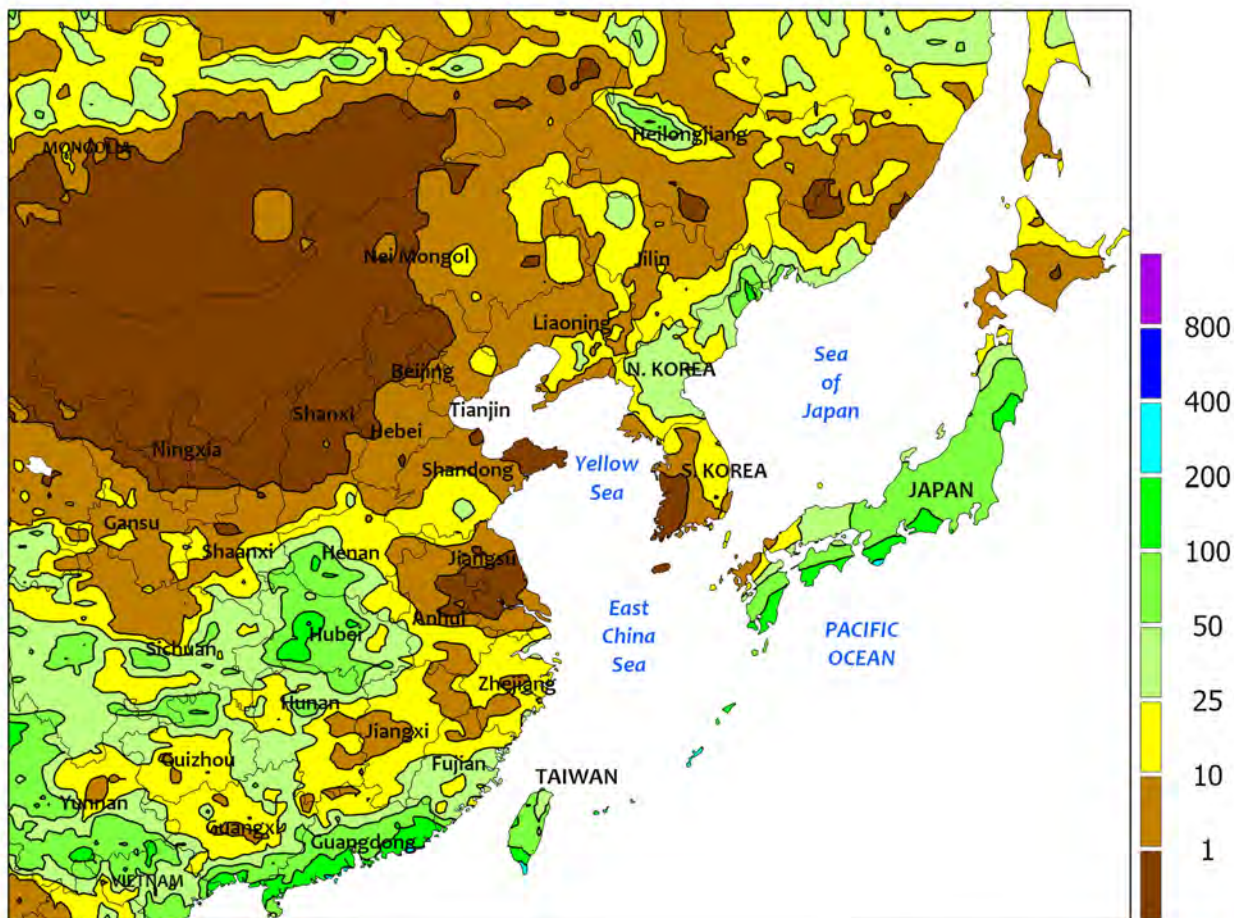 Heilongjiang
MONGOLIA
Nei Mongol
Jilin
Liaoning
Beijing
N. KOREA
Sea
of
Japan
Tianjin
Shanxi
Hebei
Ningxia
Shandong
Yellow
Sea
S. KOREA
JAPAN
Gansu
Shaanxi
Henan
Jiangsu
Anhui
East
China
Sea
PACIFIC
OCEAN
Hubei
Sichuan
Zhejiang
Hunan
Jiangxi
Guizhou
Fujian
TAIWAN
Yunnan
Guangxi
Guangdong
VIETNAM
800
400
200
100
50
25
10
1